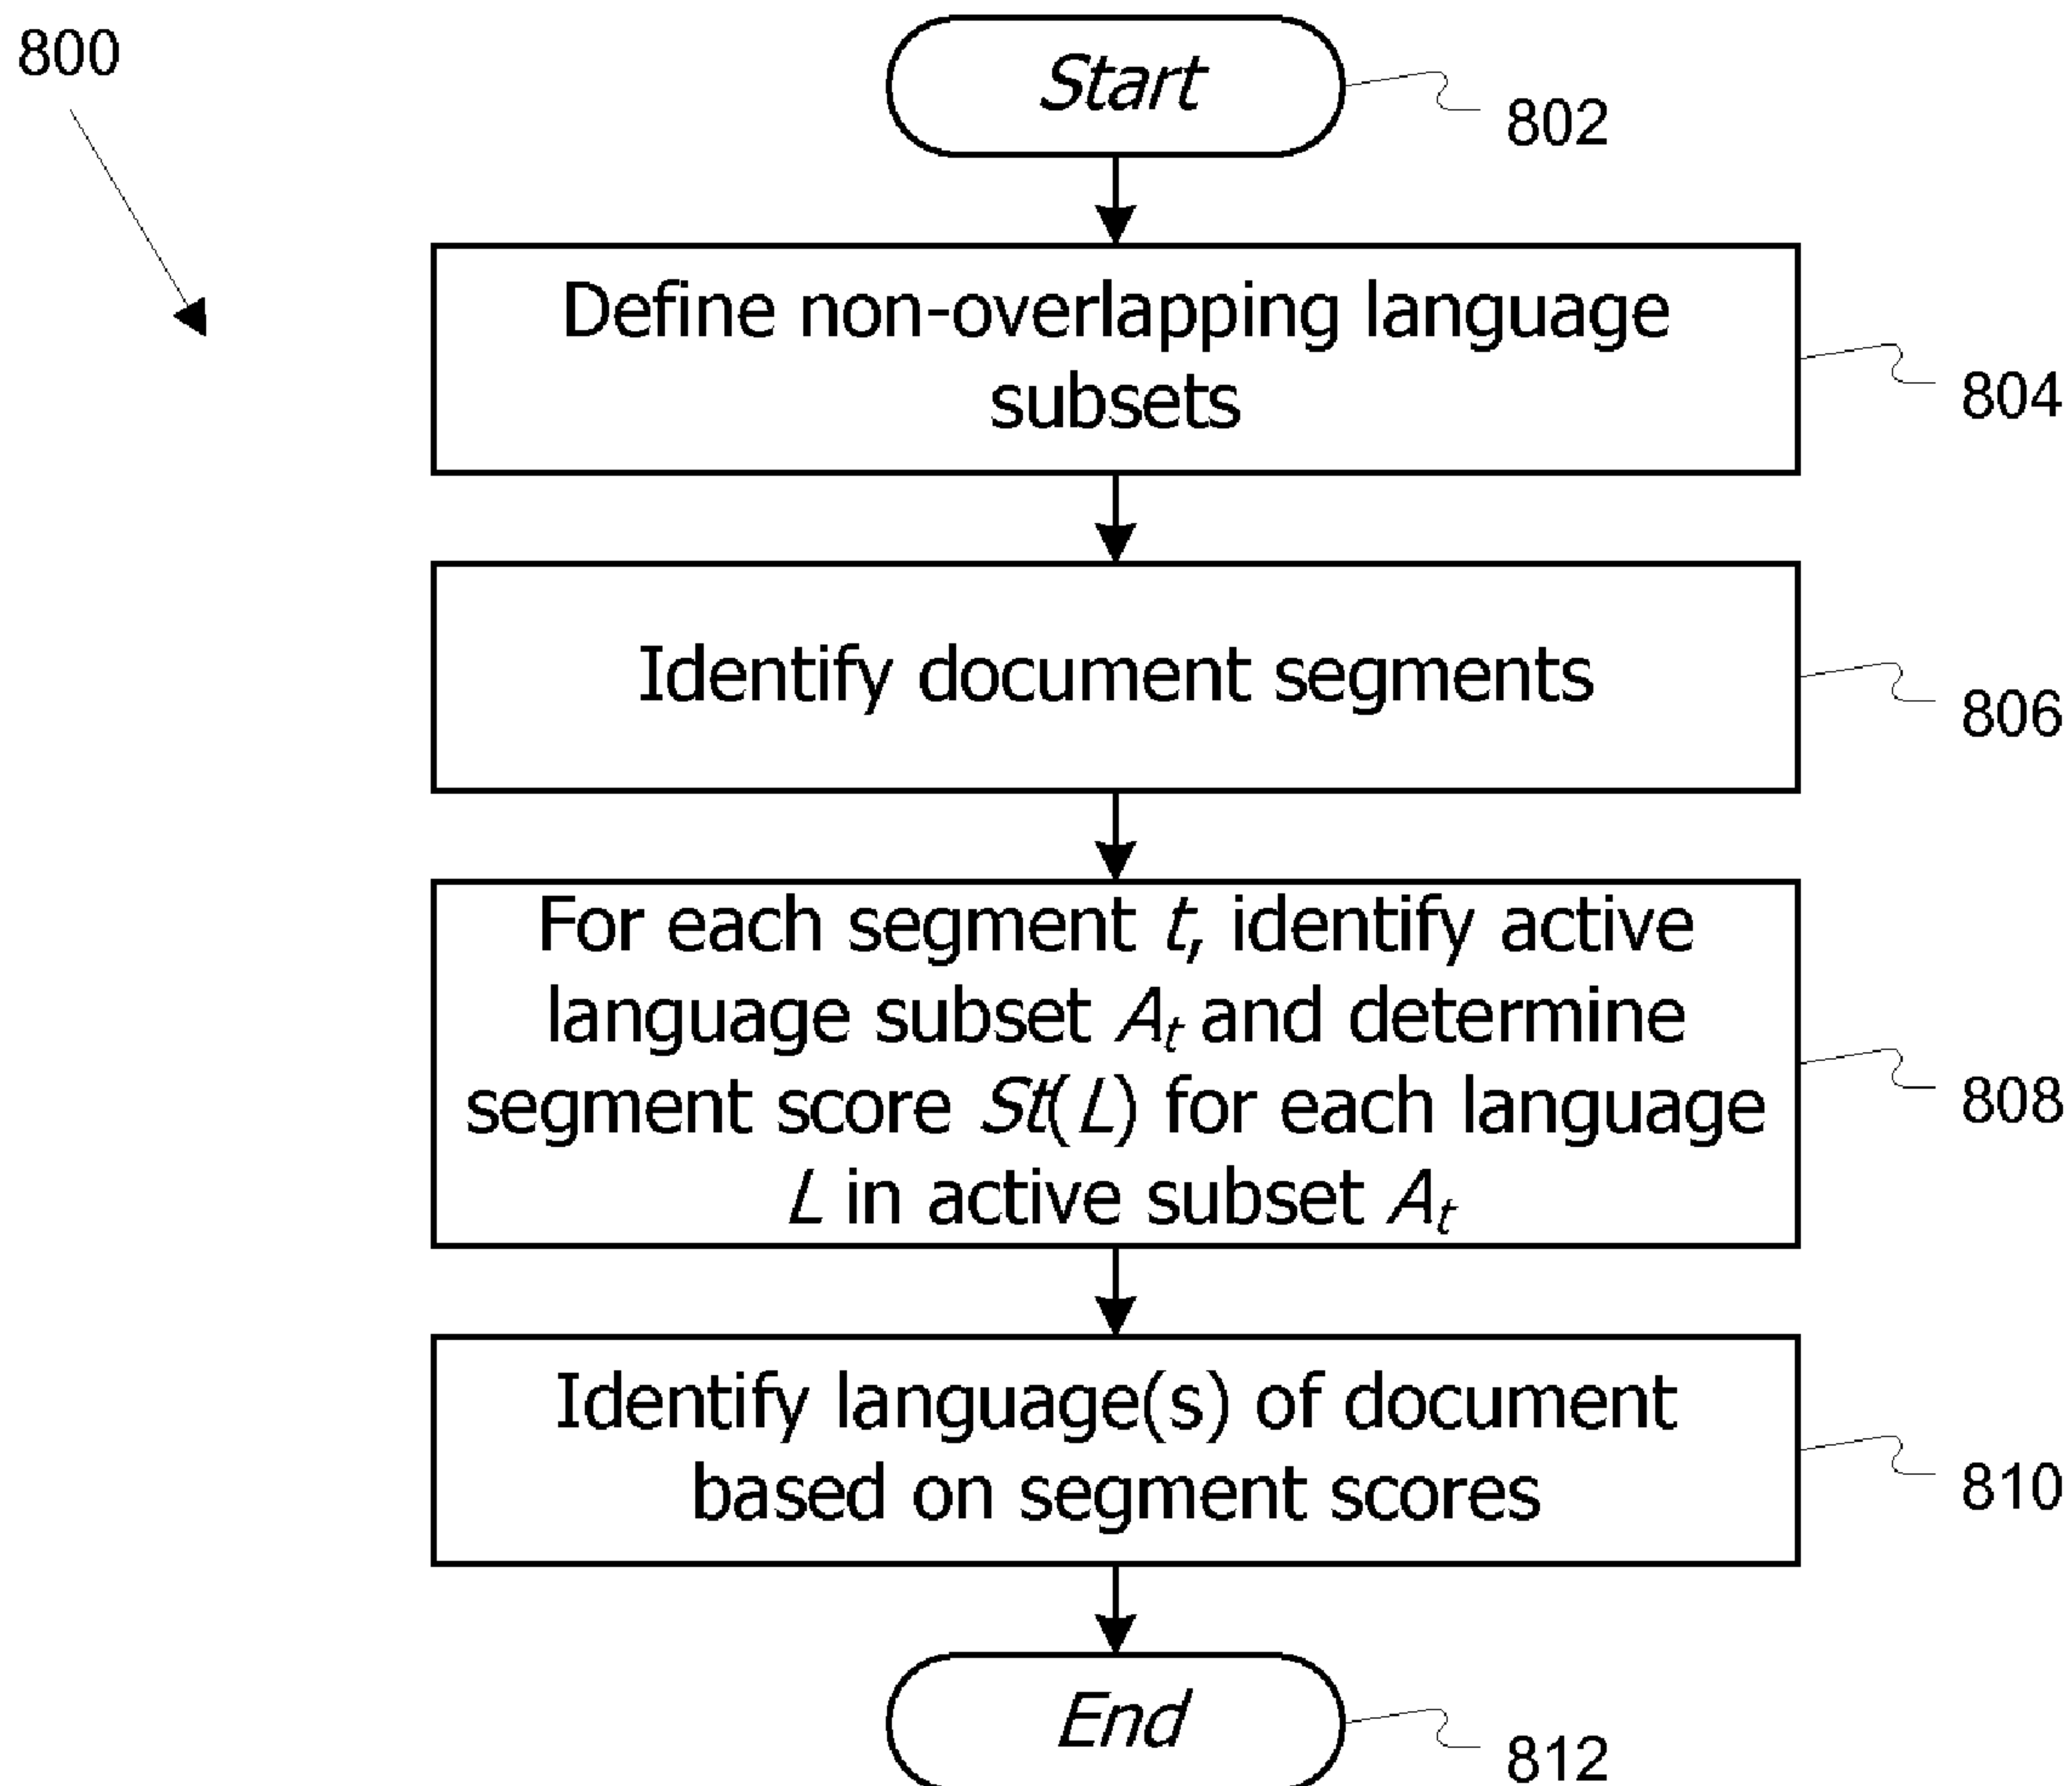 800
Start
802
Define non-overlapping language
subsets
804
Identify document segments
806
For each segment t, identify active
language subset At and determine
segment score St(L) for each language
L in active subset At
808
Identify language(s) of document
based on segment scores
810
End
812